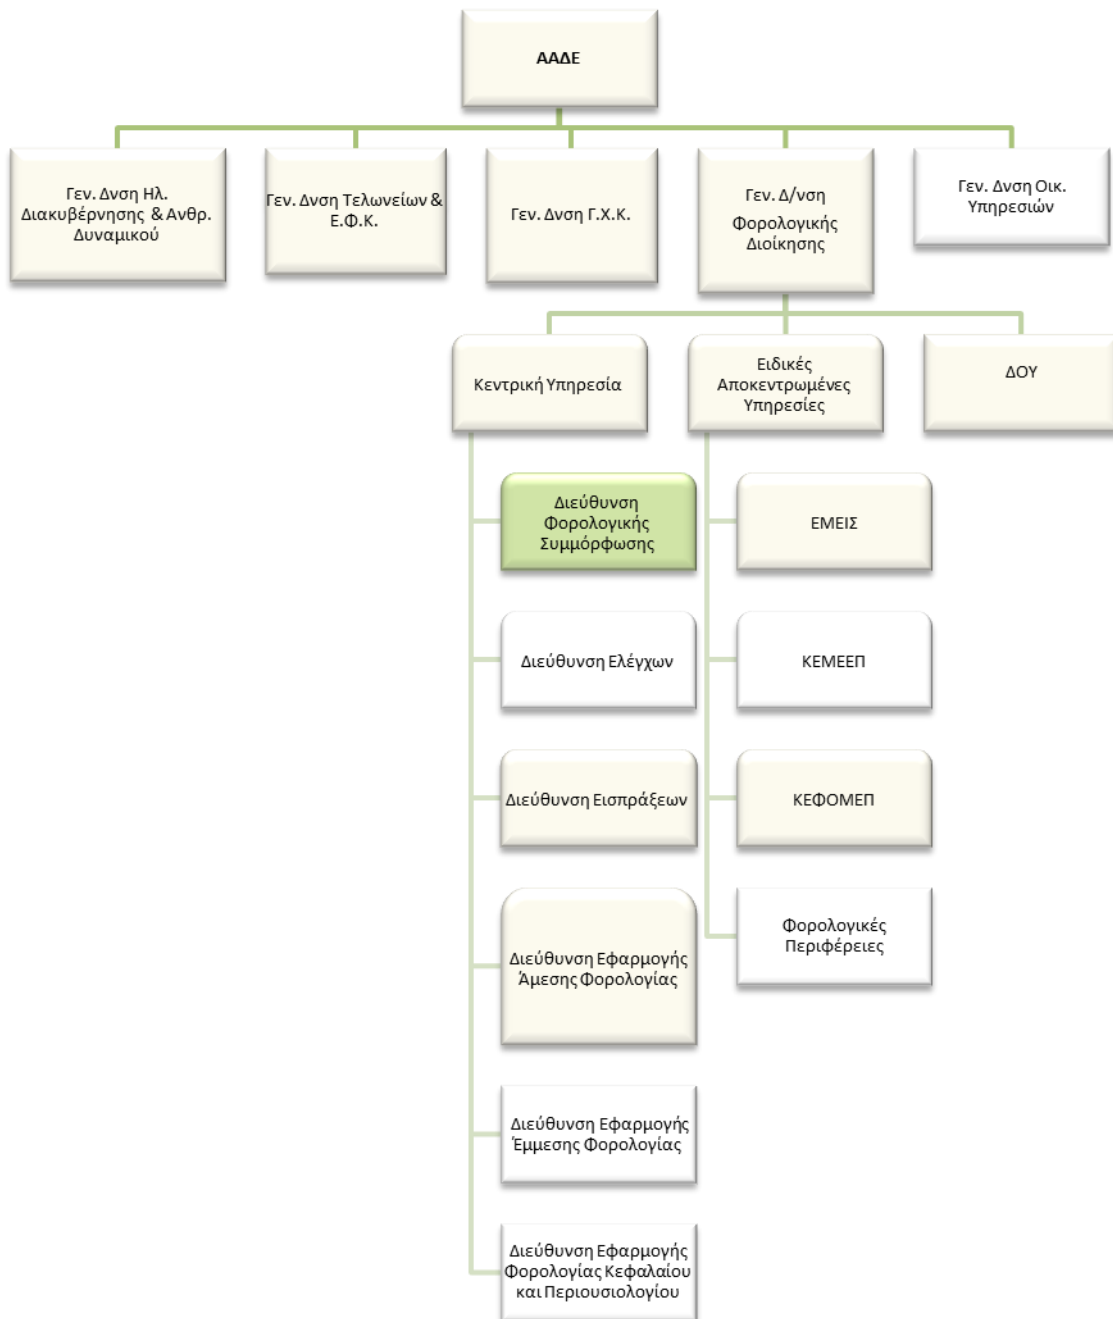 ΑΑΔΕ
Γεν. Δνση Ηλ.
Διακυβέρνησης & Ανθρ.
Δυναμικού
Γεν. Δνση Τελωνείων &
Ε.Φ.Κ.
Γεν. Δνση Γ.Χ.Κ.
Γεν. Δ/νση
Φορολογικής
Διοίκησης
Γεν. Δνση Οικ.
Υπηρεσιών
Κεντρική Υπηρεσία
Ειδικές
Αποκεντρωμένες
Υπηρεσίες
ΔΟΥ
Διεύθυνση
Φορολογικής
Συμμόρφωσης
Διεύθυνση Ελέγχων
Διεύθυνση Εισπράξεων
Διεύθυνση Εφαρμογής
Άμεσης Φορολογίας
Διεύθυνση Εφαρμογής
Έμμεσης Φορολογίας
Διεύθυνση Εφαρμογής
Φορολογίας Κεφαλαίου
και Περιουσιολογίου
ΕΜΕΙΣ
ΚΕΜΕΕΠ
ΚΕΦΟΜΕΠ
Φορολογικές
Περιφέρειες